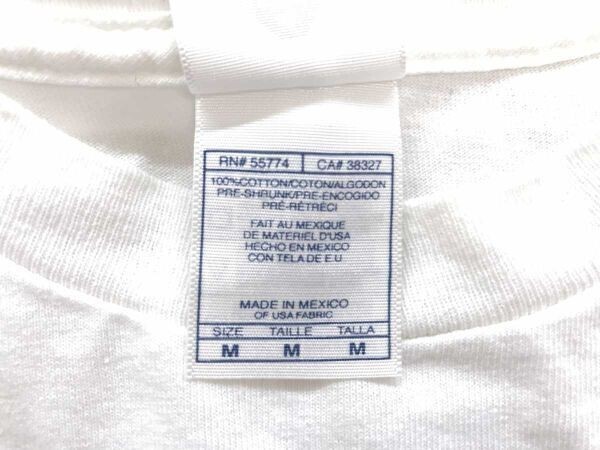 RN# 55774 CA# 38327
100%COTTON/COTON/ALGODON
PRE-SHRUNK/PRE-ENCOGIDO
PRÉ-RÉTRÉCI
FAIT AU MEXIQUE
DE MATERIEL D'USA
HECHO EN MEXICO
CON TELA DE E.U
MADE IN MEXICO
OF USA FABRIC
SIZE TAILLE TALLA
M M M